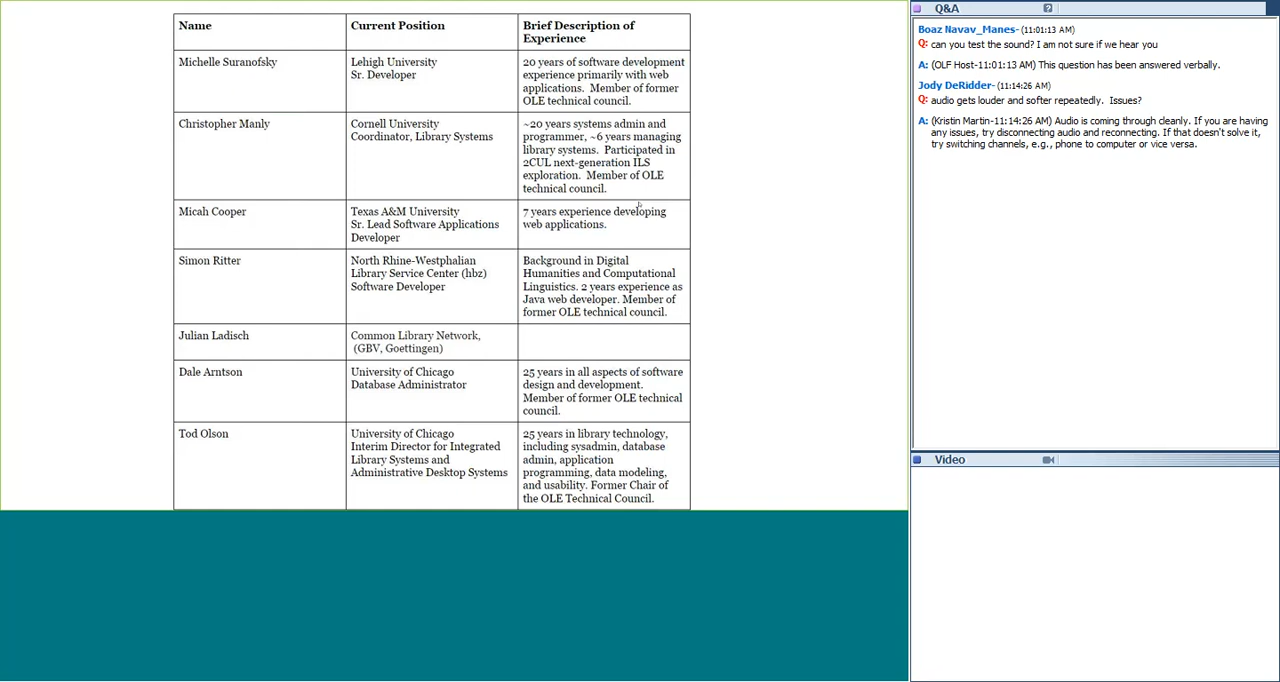 Name
Current Position
Brief Description of
Experience
Michelle Suranofsky
Lehigh University
Sr. Developer
20 years of software development
experience primarily with web
applications.  Member of former
OLE technical council.
Christopher Manly
Cornell University
Coordinator, Library Systems
~20 years systems admin and
programmer, ~6 years managing
library systems.  Participated in
2CUL next-generation ILS
exploration.  Member of OLE
technical council.
Micah Cooper
Texas A&M University
Sr. Lead Software Applications
Developer
7 years experience developing
web applications.
Simon Ritter
North Rhine-Westphalian
Library Service Center (hbz)
Software Developer
Background in Digital
Humanities and Computational
Linguistics. 2 years experience as
Java web developer. Member of
former OLE technical council.
Julian Ladisch
Common Library Network,
(GBV, Goettingen)
Dale Arntson
University of Chicago
Database Administrator
25 years in all aspects of software
design and development.
Member of former OLE technical
council.
Tod Olson
University of Chicago
Interim Director for Integrated
Library Systems and
Administrative Desktop Systems
25 years in library technology,
including sysadmin, database
admin, application
programming, data modeling,
and usability. Former Chair of
the OLE Technical Council.
Q&A
Boaz Navav_Manes- (11:01:13 AM)
Q: can you test the sound? I am not sure if we hear you
A: (OLF Host-11:01:13 AM) This question has been answered verbally.
Jody DeRidder- (11:14:26 AM)
Q: audio gets louder and softer repeatedly.  Issues?
A: (Kristin Martin-11:14:26 AM) Audio is coming through cleanly. If you are having
any issues, try disconnecting audio and reconnecting. If that doesn't solve it,
try switching channels, e.g., phone to computer or vice versa.
Video